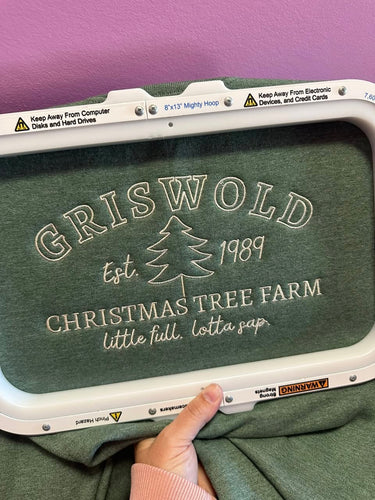 Keep Away From Computer
Disks and Hard Drives
8"x13" Mighty Hoop
Keep Away From Electronic
Devices, and Credit Cards
GRISWOLD
Est. 1989
CHRISTMAS TREE FARM
little full. lotta sap.
Pinch Hazard
Strong
Magnets
WARNING